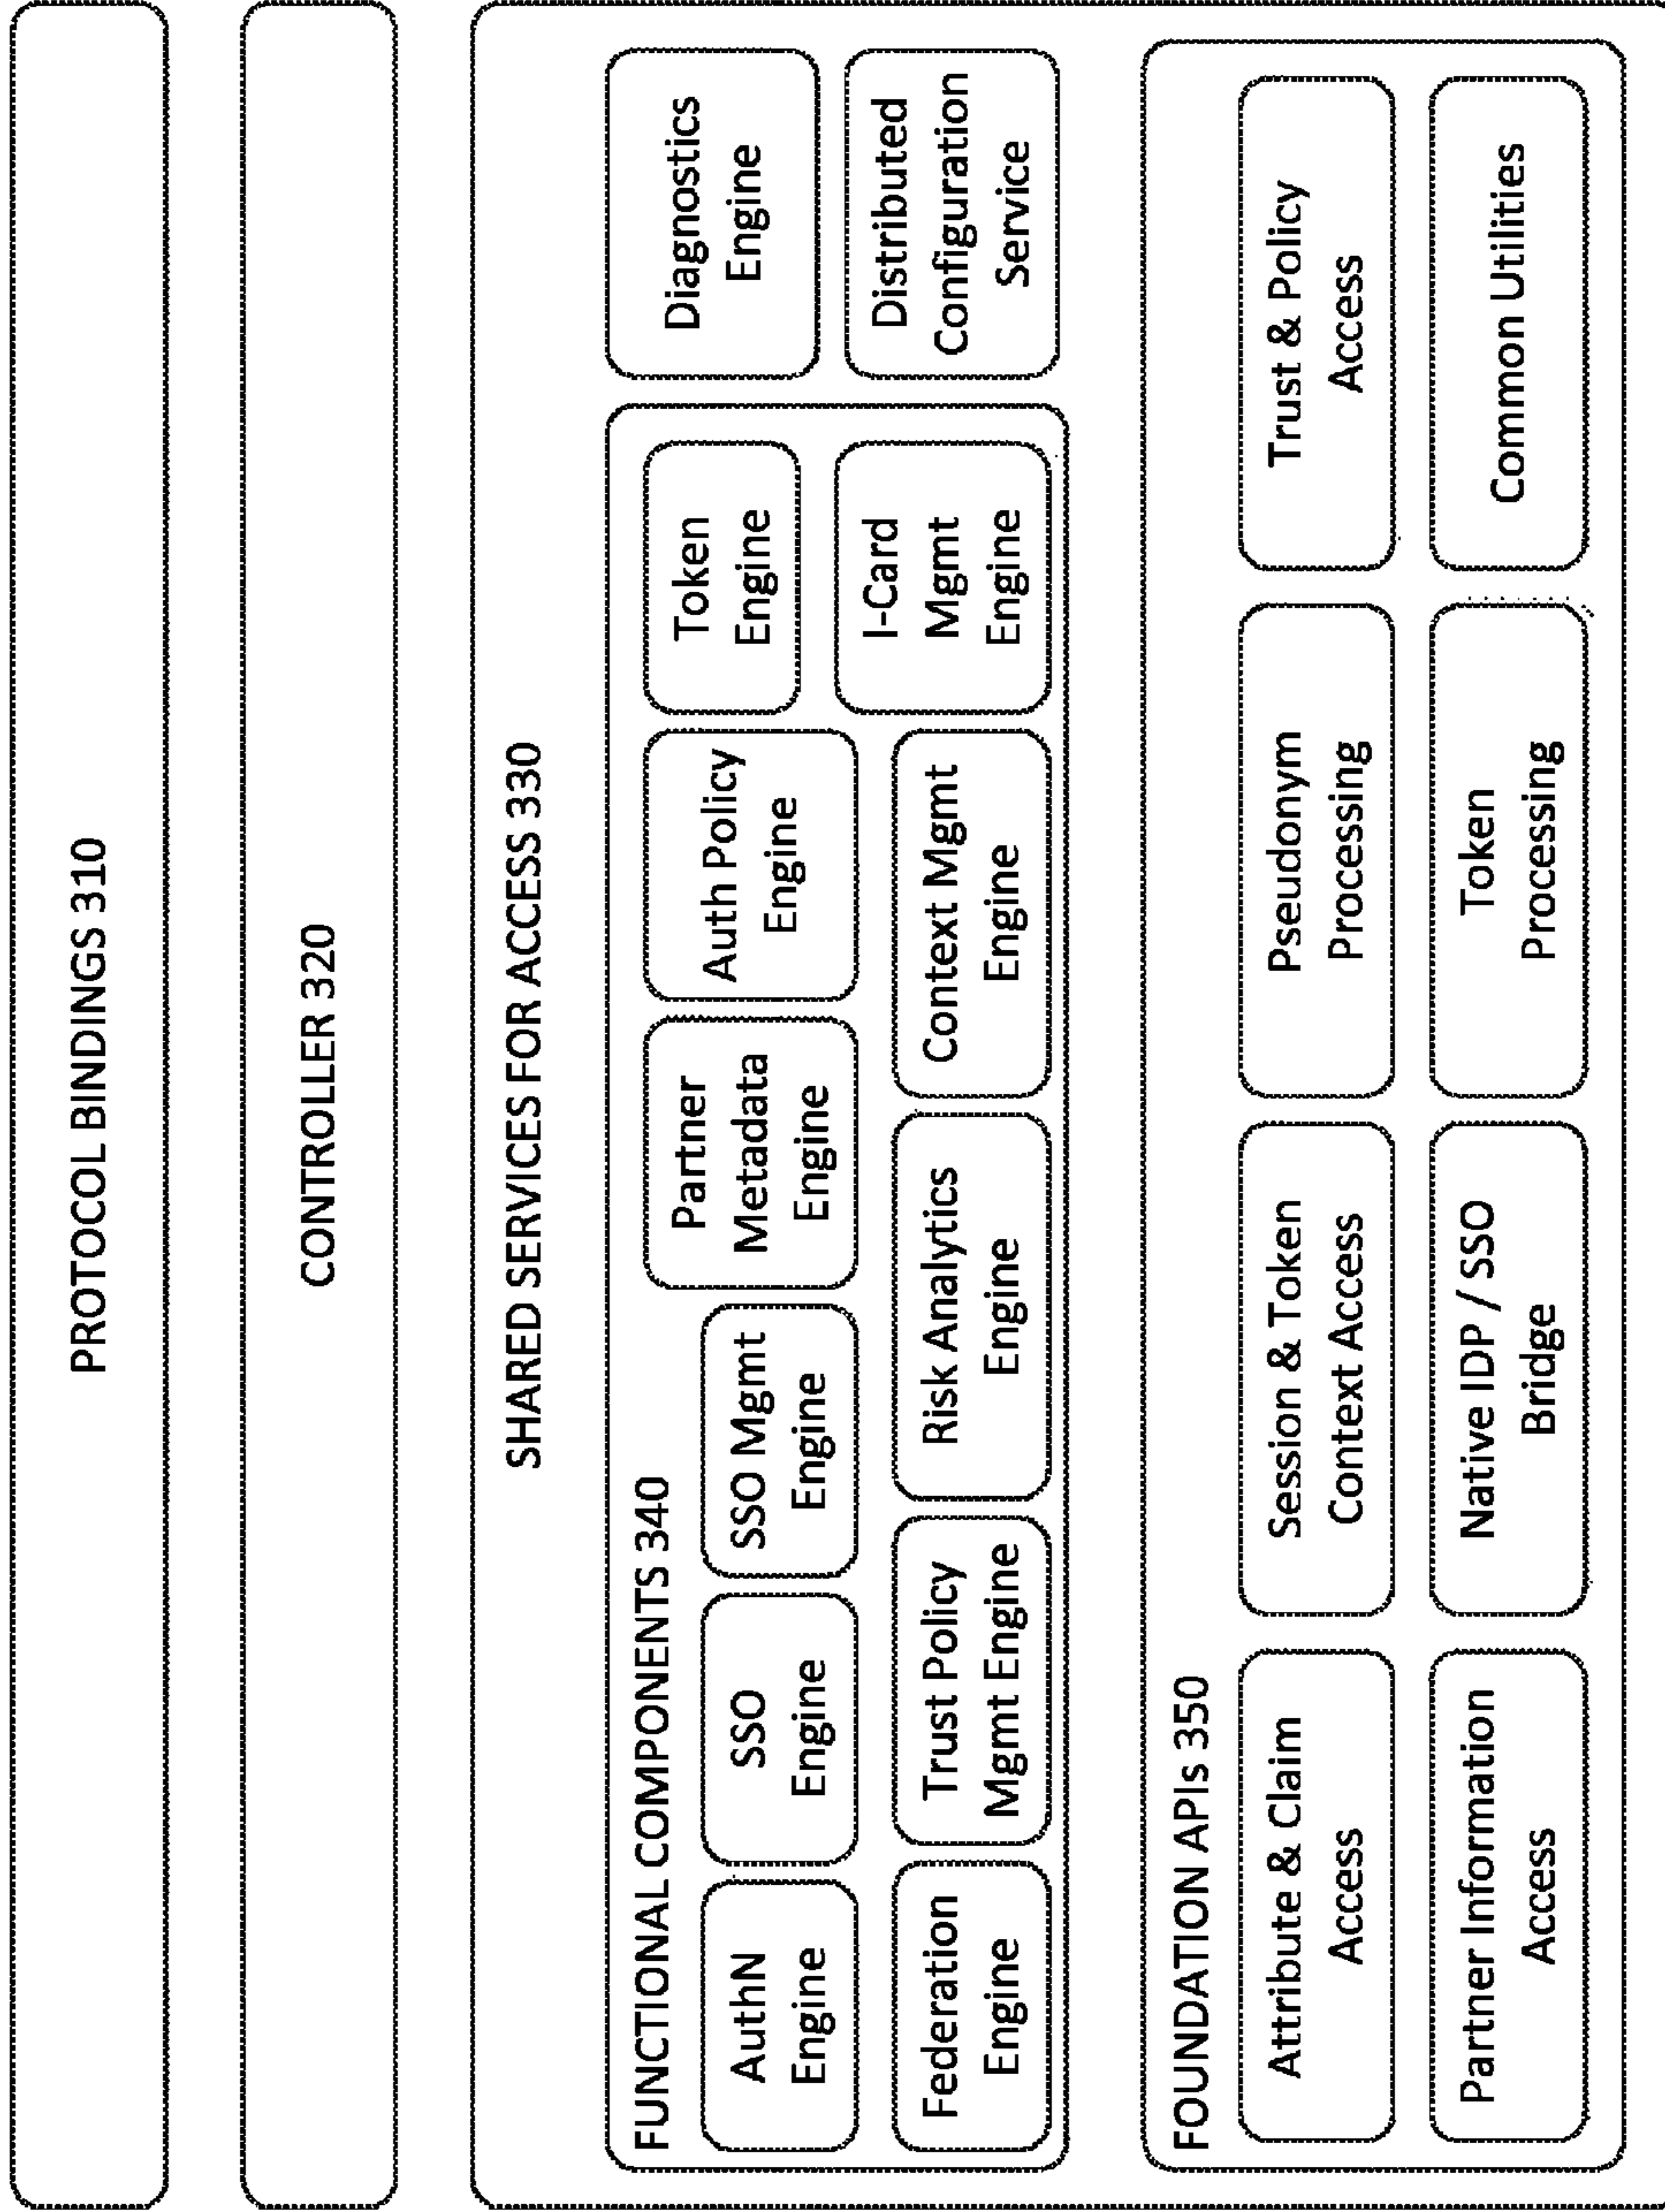 PROTOCOL BINDINGS 310
CONTROLLER 320
SHARED SERVICES FOR ACCESS 330
FUNCTIONAL COMPONENTS 340
AuthN
Engine
SSO
Engine
SSO Mgmt
Engine
Partner
Metadata
Engine
Auth Policy
Engine
Token
Engine
Federation
Engine
Trust Policy
Mgmt Engine
Risk Analytics
Engine
Context Mgmt
Engine
I-Card
Mgmt
Engine
Diagnostics
Engine
Distributed
Configuration
Service
FOUNDATION APIs 350
Attribute & Claim
Access
Session & Token
Context Access
Pseudonym
Processing
Trust & Policy
Access
Partner Information
Access
Native IDP / SSO
Bridge
Token
Processing
Common Utilities